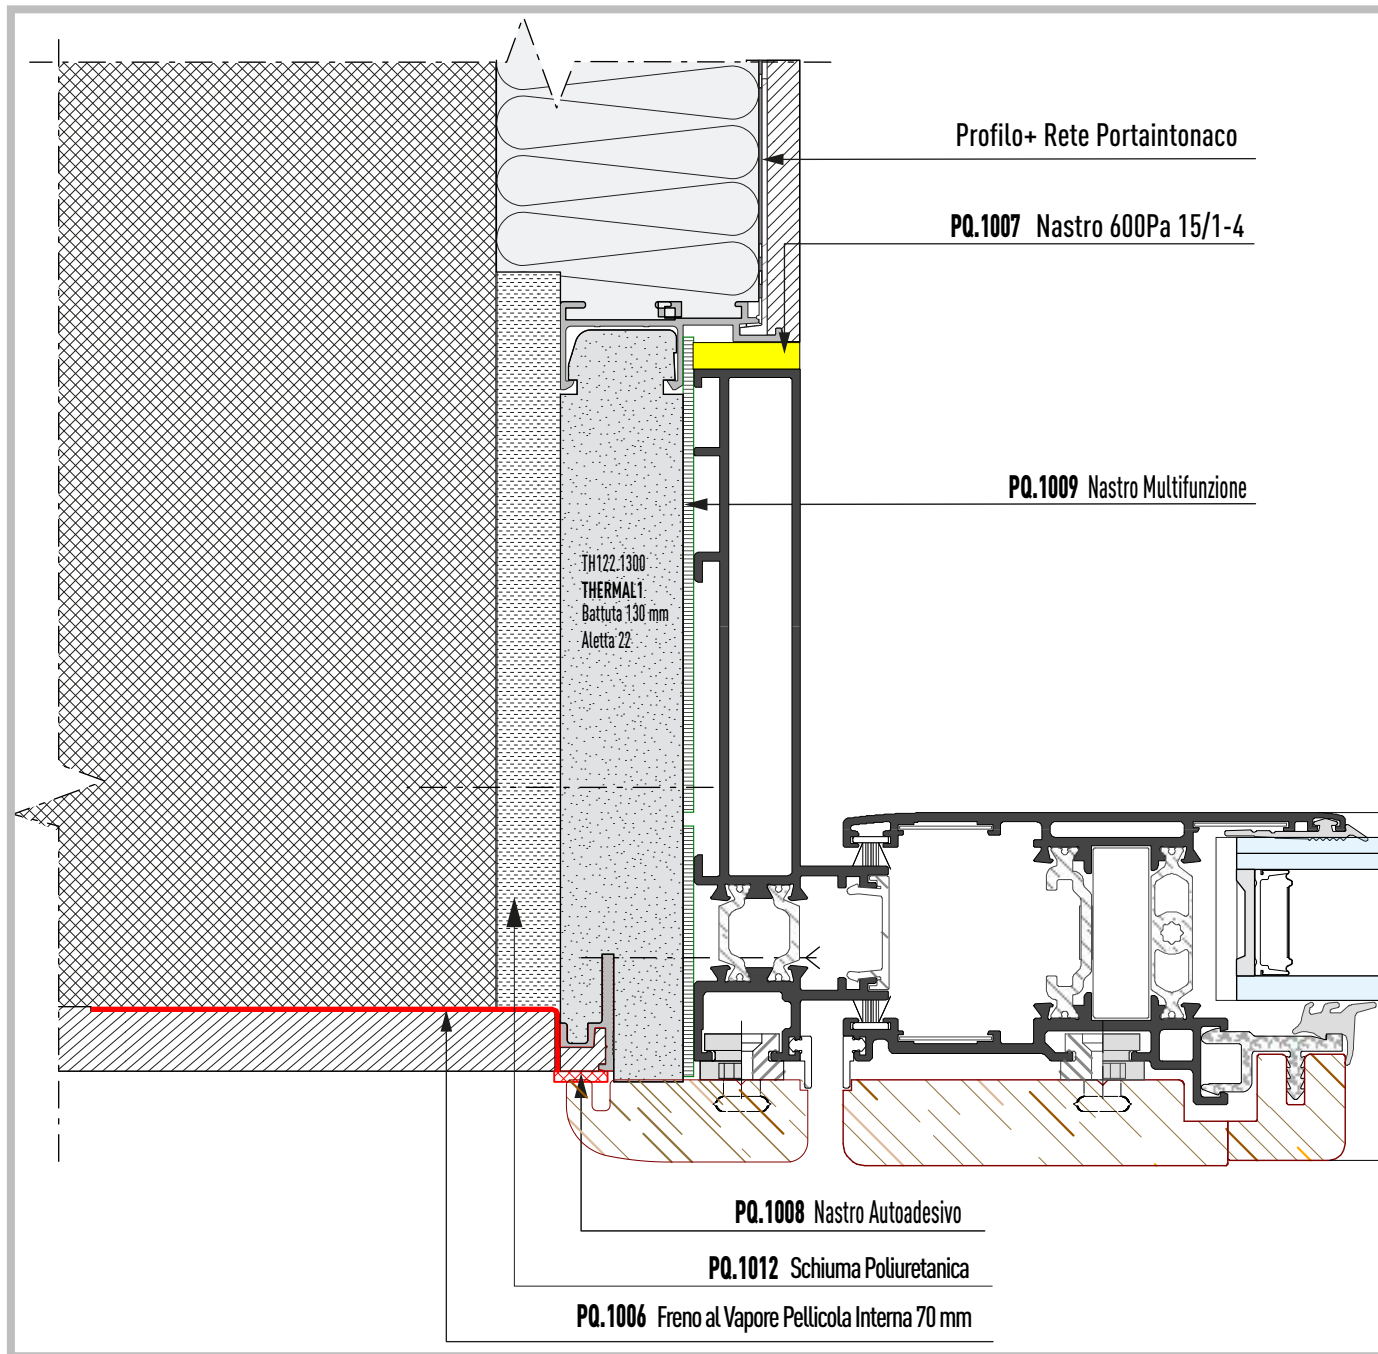 Profilo+ Rete Portaintonaco
PQ.1007 Nastro 600Pa 15/1-4
PQ.1009 Nastro Multifunzione
TH122.1300
THERMAL1
Battuta 130 mm
Aletta 22
PQ.1008 Nastro Autoadesivo
PQ.1012 Schiuma Poliuretanica
PQ.1006 Freno al Vapore Pellicola Interna 70 mm